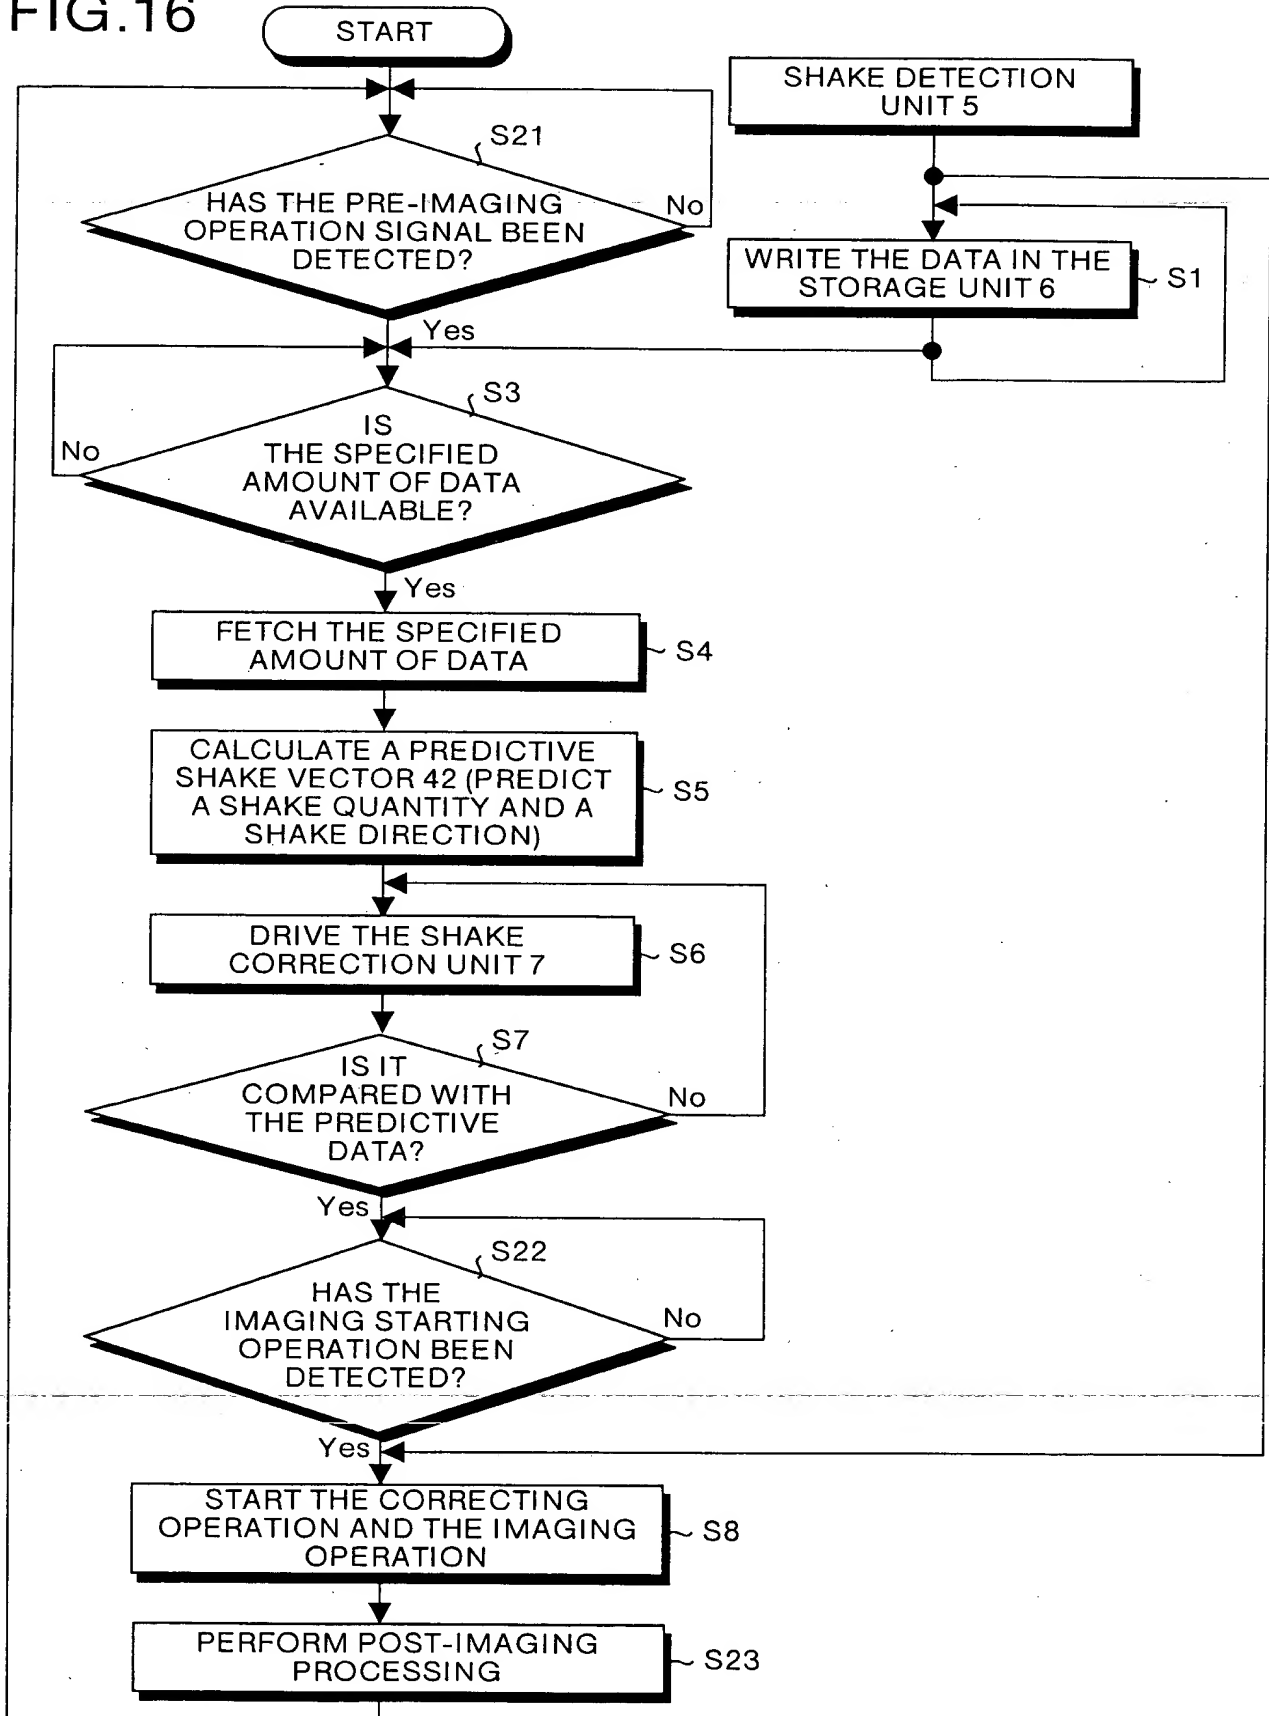 FIG.16
START
SHAKE DETECTION
UNIT 5
S21
HAS THE PRE-IMAGING
OPERATION SIGNAL BEEN
DETECTED?
No
WRITE THE DATA IN THE
STORAGE UNIT 6
S1
Yes
S3
IS
THE SPECIFIED
AMOUNT OF DATA
AVAILABLE?
No
Yes
FETCH THE SPECIFIED
AMOUNT OF DATA
S4
CALCULATE A PREDICTIVE
SHAKE VECTOR 42 (PREDICT
A SHAKE QUANTITY AND A
SHAKE DIRECTION)
S5
DRIVE THE SHAKE
CORRECTION UNIT 7
S6
S7
IS IT
COMPARED WITH
THE PREDICTIVE
DATA?
No
Yes
S22
HAS THE
IMAGING STARTING
OPERATION BEEN
DETECTED?
No
Yes
START THE CORRECTING
OPERATION AND THE IMAGING
OPERATION
S8
PERFORM POST-IMAGING
PROCESSING
S23